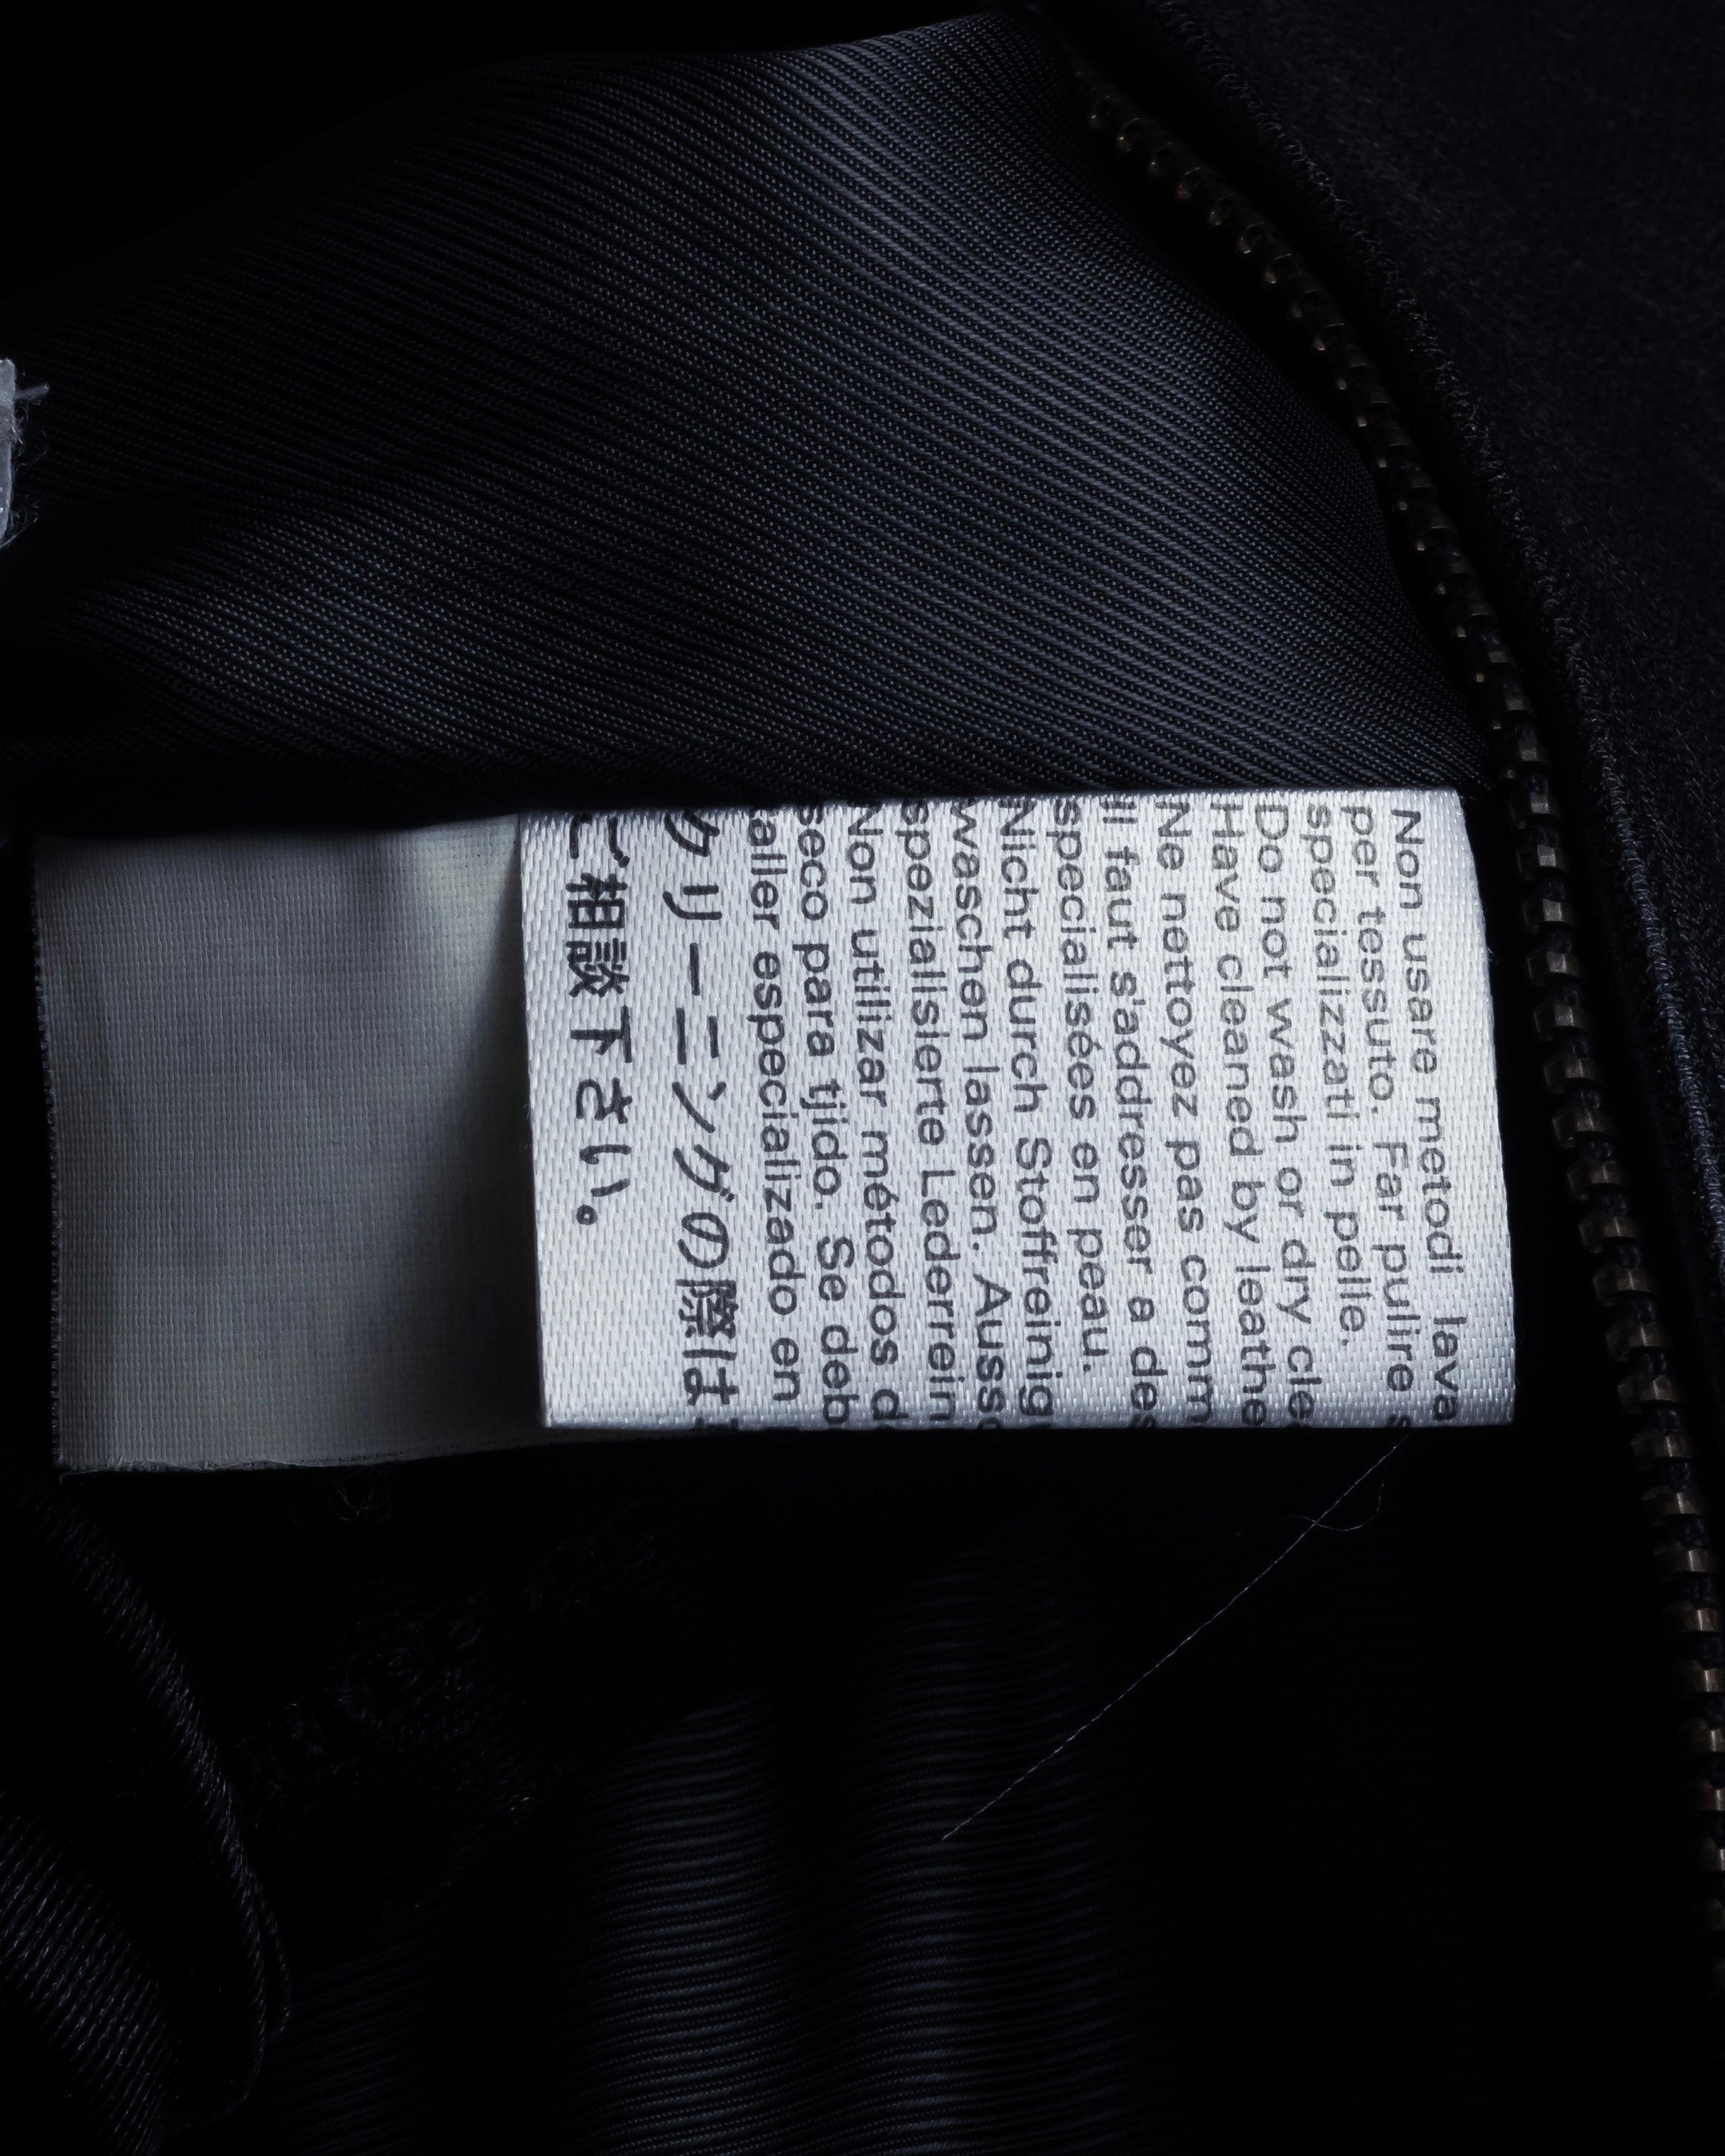 Non usare metodi lava
per tessuto. Far pulire
specializzati in pelle.
Do not wash or dry cle
Have cleaned by leathe
Ne nettoyez pas comm
Il faut s'addresser a des
specialisées en peau.
Nicht durch Stoffreinig
waschen lassen. Auss
spezialisierte Lederrein
Non utilizar métodos d
seco para tjido. Se deb
taller especializado en
クリーニングの際は
ご相談下さい。